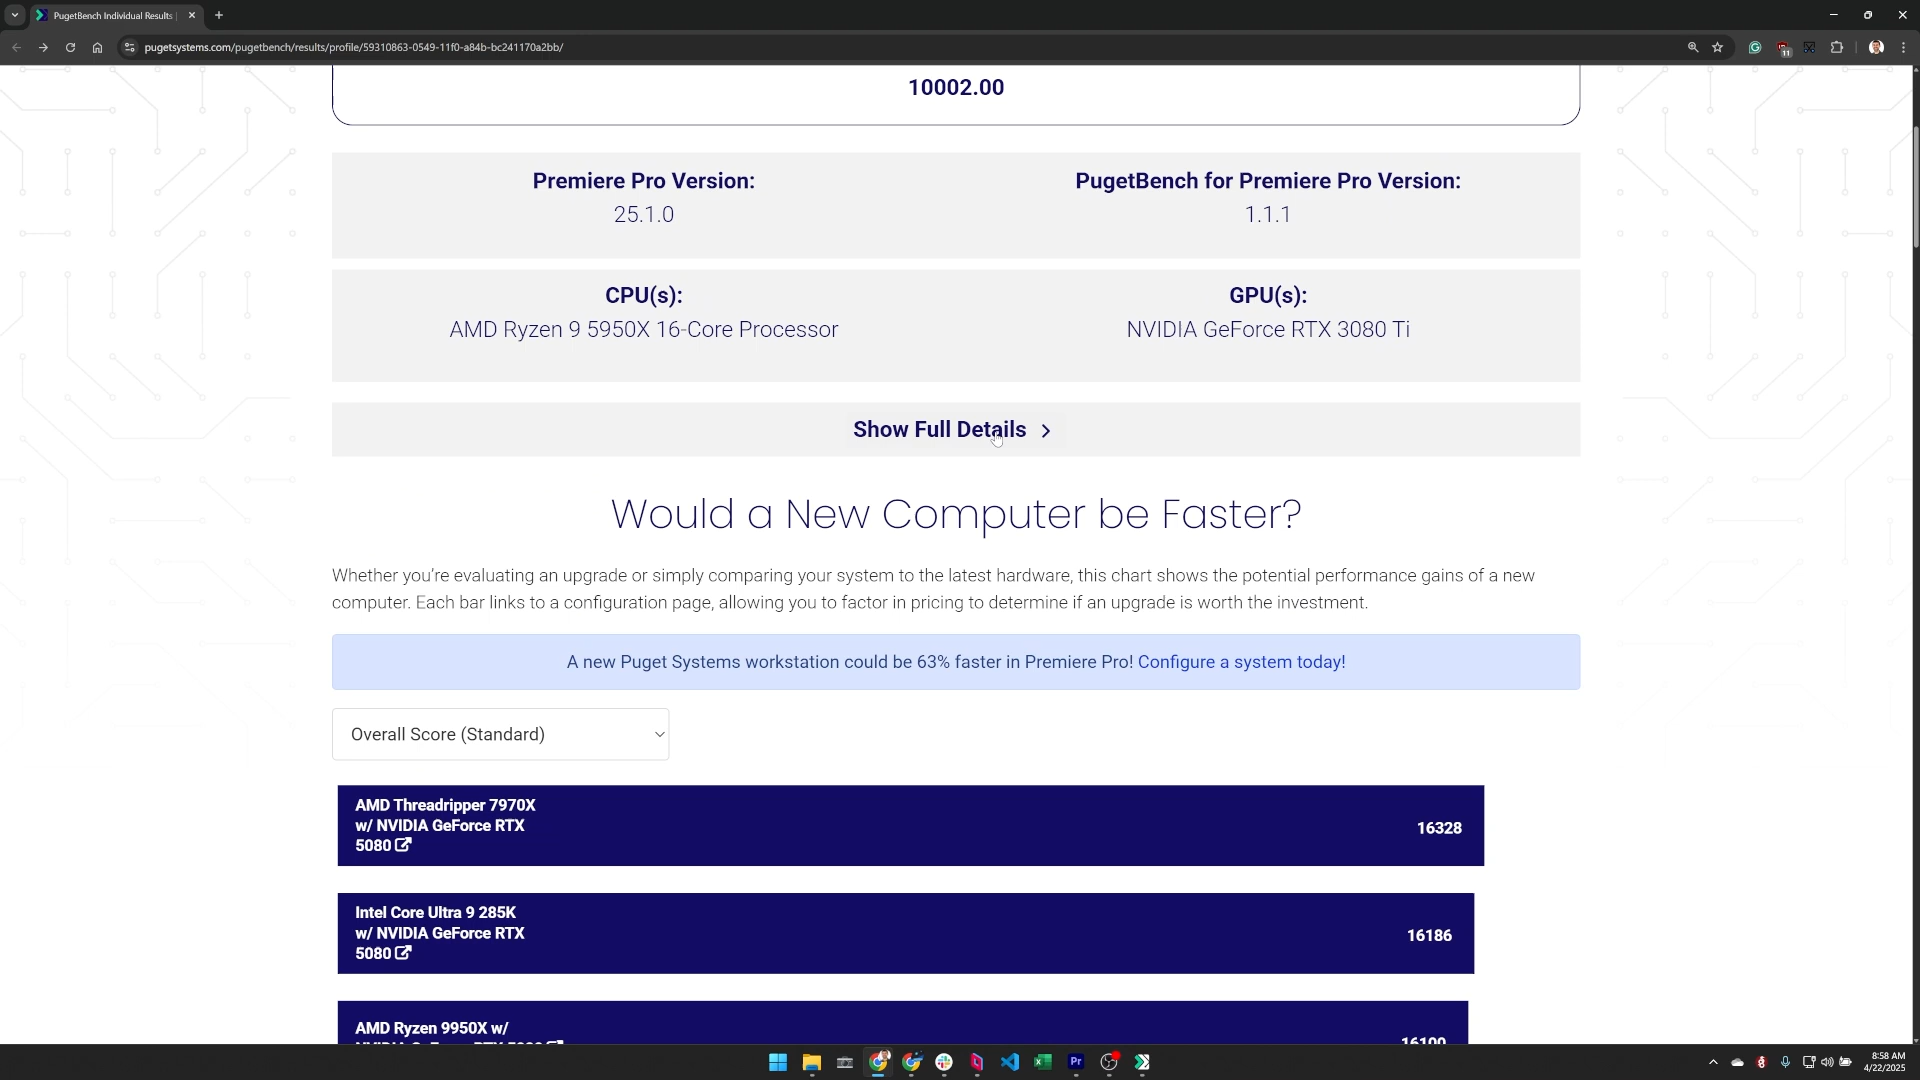 PugetBench Individual Results |
pugetsystems.com/pugetbench/results/profile/59310863-0549-11f0-a84b-bc241170a2bb/
11
10002.00
Premiere Pro Version:
25.1.0
PugetBench for Premiere Pro Version:
1.1.1
CPU(s):
AMD Ryzen 9 5950X 16-Core Processor
GPU(s):
NVIDIA GeForce RTX 3080 Ti
Show Full Details
Would a New Computer be Faster?
Whether you're evaluating an upgrade or simply comparing your system to the latest hardware, this chart shows the potential performance gains of a new
computer. Each bar links to a configuration page, allowing you to factor in pricing to determine if an upgrade is worth the investment.
A new Puget Systems workstation could be 63% faster in Premiere Pro! Configure a system today!
Overall Score (Standard)
AMD Threadripper 7970X
w/ NVIDIA GeForce RTX
5080
16328
Intel Core Ultra 9 285K
w/ NVIDIA GeForce RTX
5080
16186
AMD Ryzen 9950X w/
NVIDIA GeForce RTX 5080
16100
Pr
8:58 AM
4/22/2025